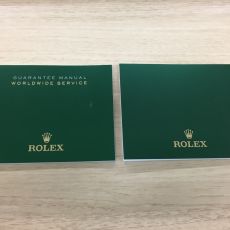 GUARANTEE MANUAL
WORLDWIDE SERVICE
ROLEX
ROLEX